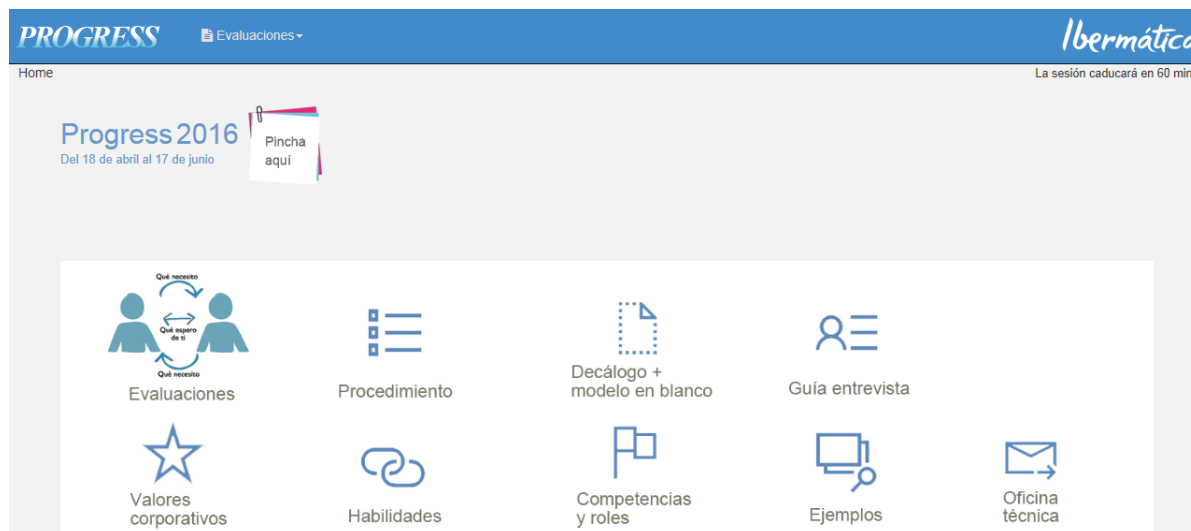 PROGRESS
Evaluaciones
Ibermática
Home
La sesión caducará en 60 min
Progress 2016
Del 18 de abril al 17 de junio
Pincha
aquí
Qué necesito
Qué espero
de ti
Qué necesito
Evaluaciones
Procedimiento
Decálogo +
modelo en blanco
Guía entrevista
Valores
corporativos
Habilidades
Competencias
y roles
Ejemplos
Oficina
técnica